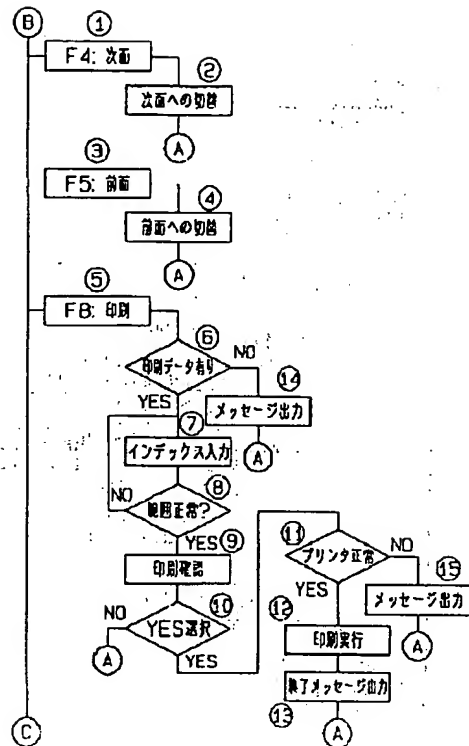 B
①
F4: 次面
②
次面への切替
A
③
F5: 前面
④
前面への切替
A
⑤
F8: 印刷
⑥
印刷データ有り
NO
YES
⑭
メッセージ出力
A
⑦
インデックス入力
⑧
範囲正常?
NO
YES
⑨
印刷確認
⑩
YES選択
NO
A
YES
⑪
プリンタ正常
NO
YES
⑮
メッセージ出力
A
⑫
印刷実行
終了メッセージ出力
⑬
A
C